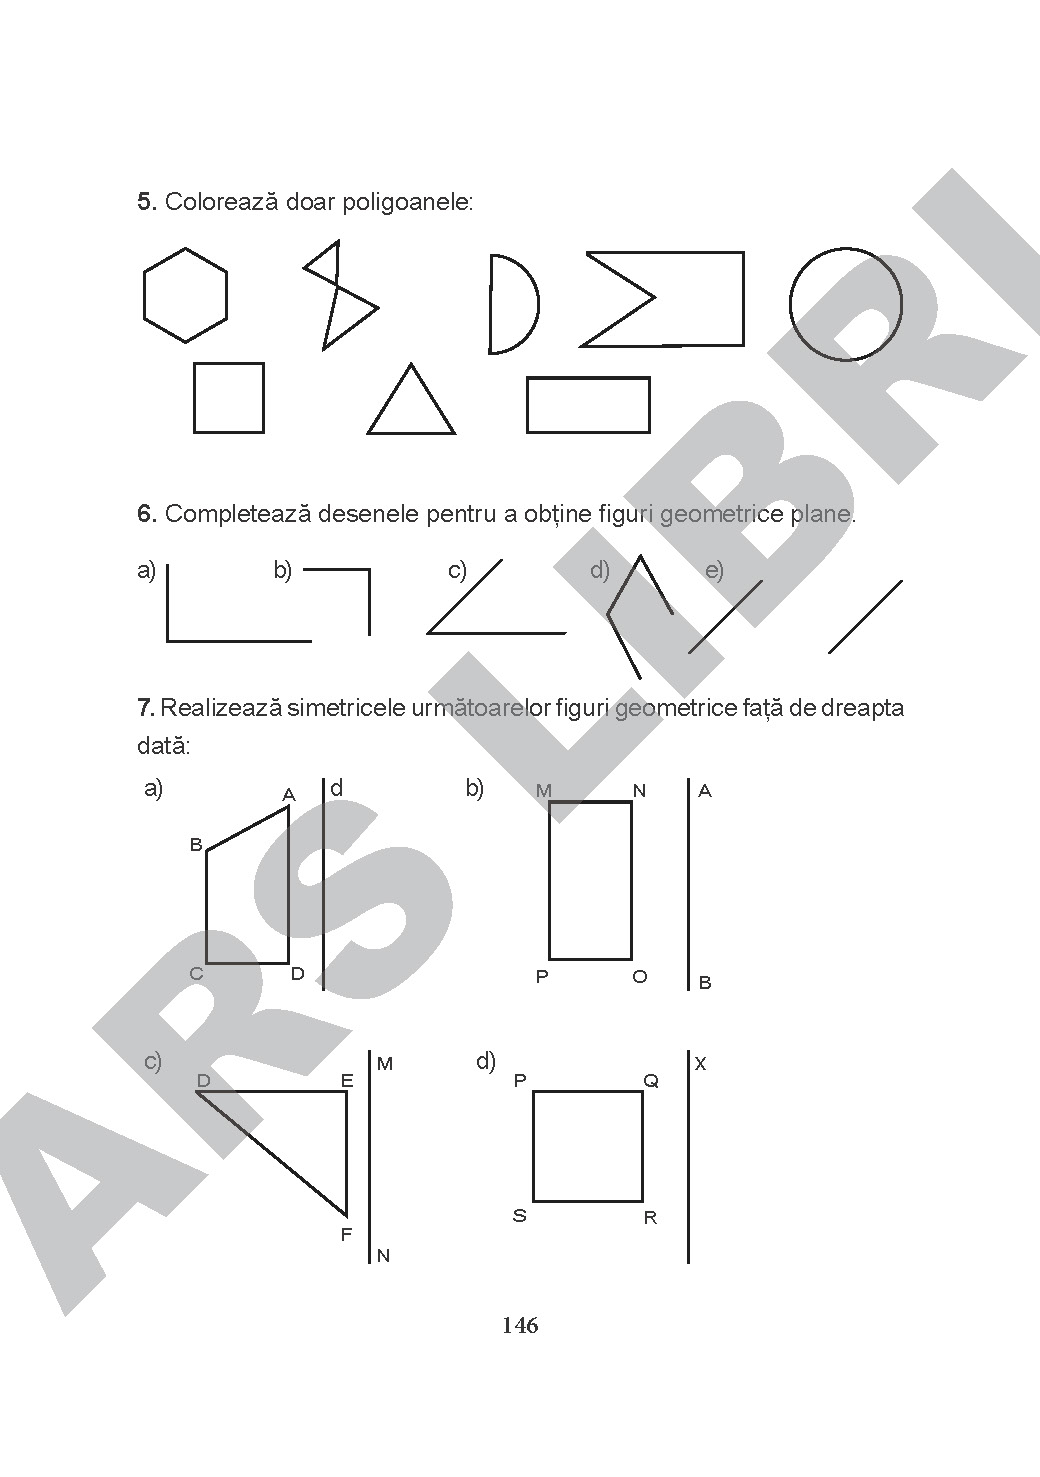 5. Colorează doar poligoanele:
6. Completează desenele pentru a obține figuri geometrice plane.
a) b) c) d) e)
7. Realizează simetricele următoarelor figuri geometrice față de dreapta
dată:
a) A d b) M N A
B
C D P O B
c) D E M d) P Q X
S R
F N
146
ARS LIBRI